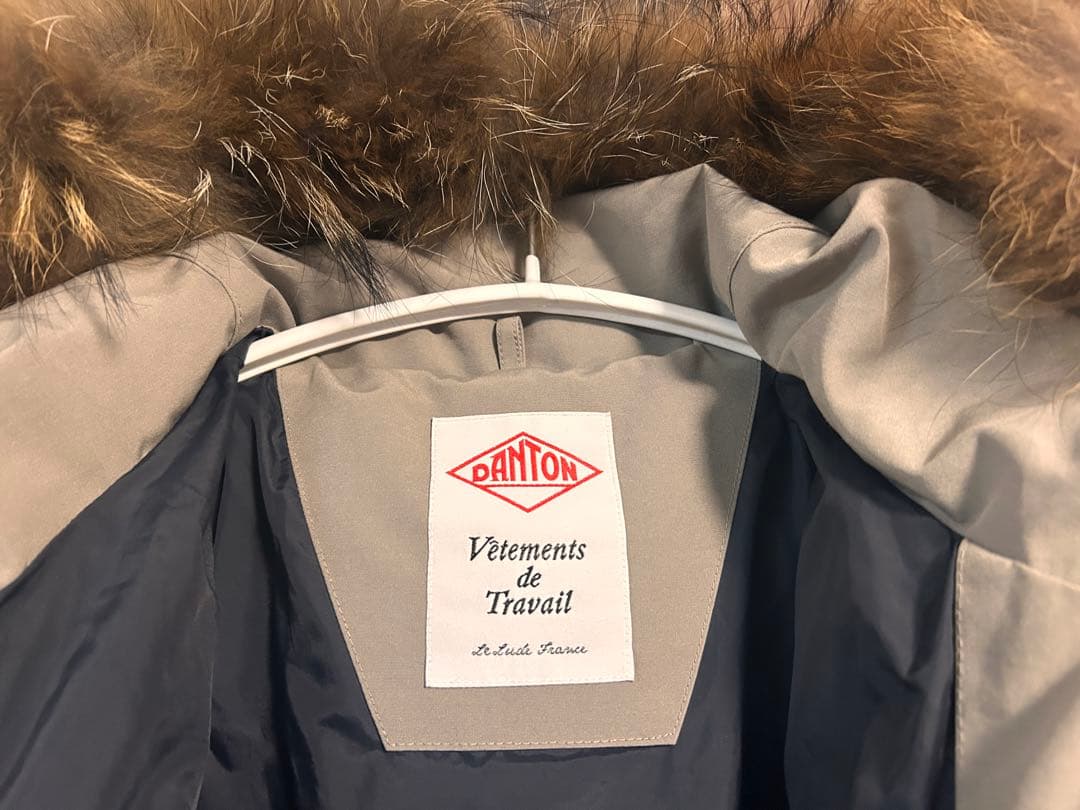 DANTON
Vêtements
de
Travail
Le Lude France